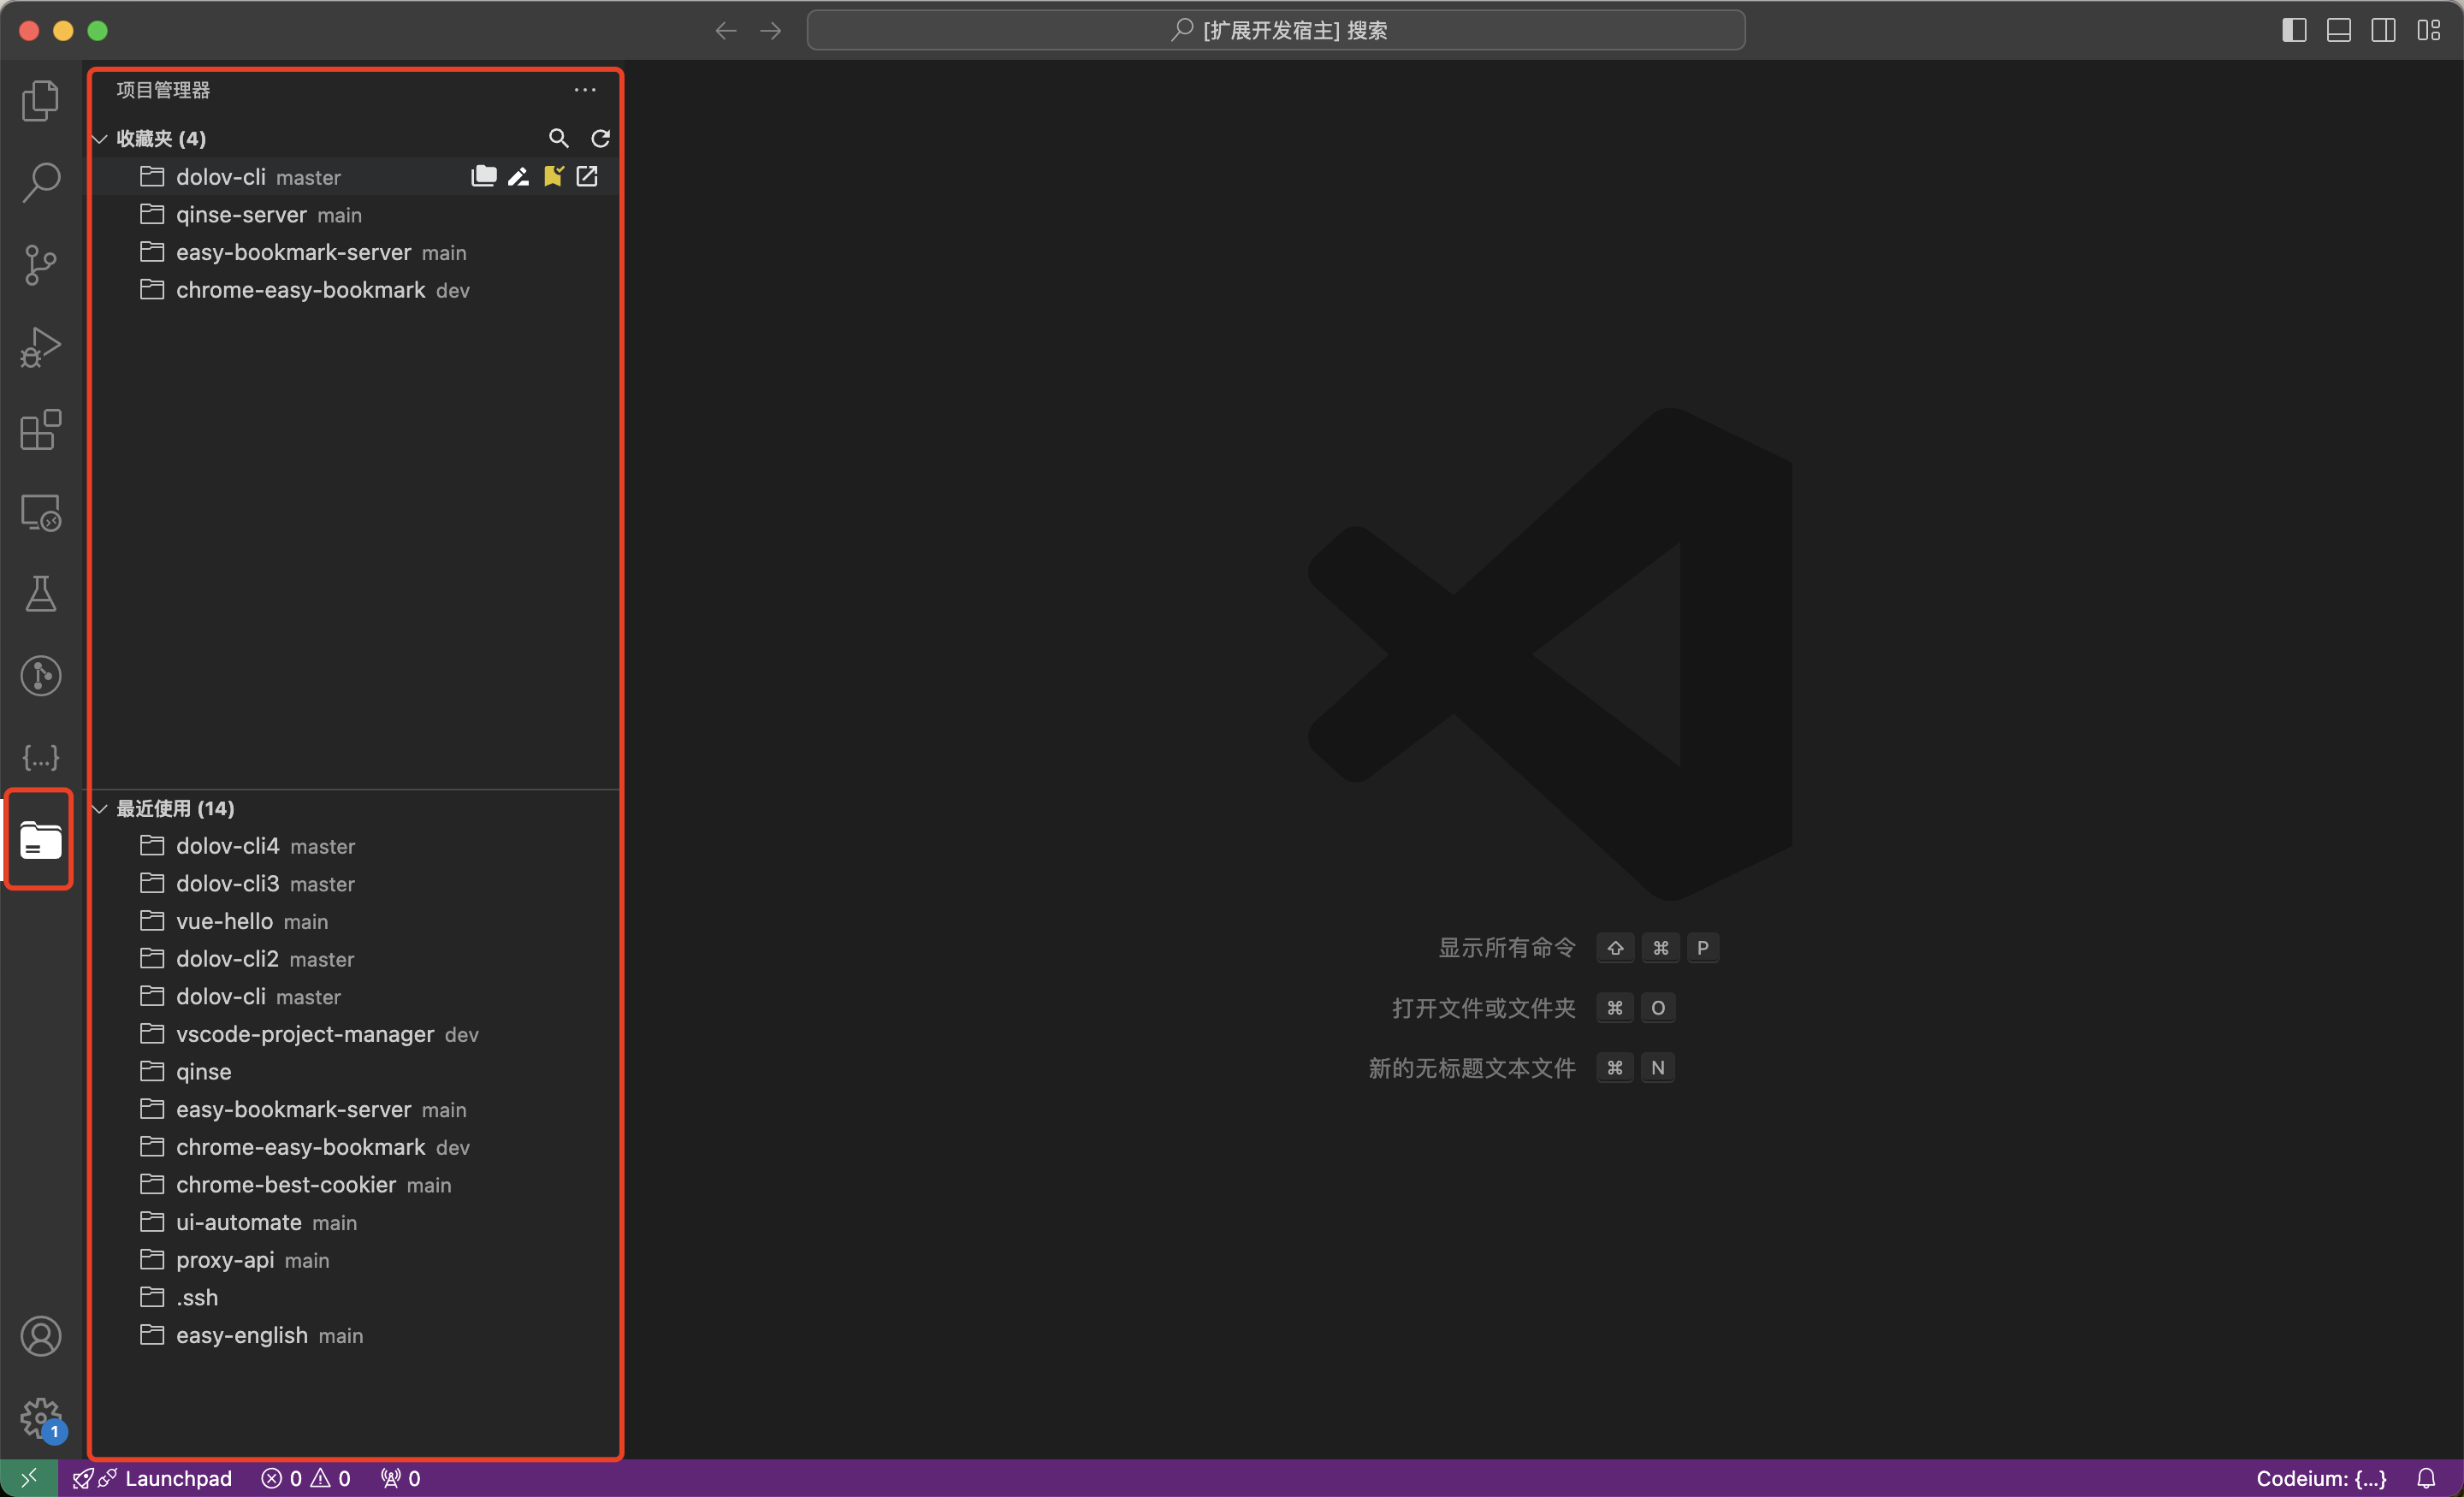 [扩展开发宿主] 搜索
项目管理器
收藏夹 (4)
dolov-cli master
qinse-server main
easy-bookmark-server main
chrome-easy-bookmark dev
{...}
最近使用 (14)
dolov-cli4 master
dolov-cli3 master
vue-hello main
dolov-cli2 master
dolov-cli master
vscode-project-manager dev
qinse
easy-bookmark-server main
chrome-easy-bookmark dev
chrome-best-cookier main
ui-automate main
proxy-api main
.ssh
easy-english main
显示所有命令 ⇧ ⌘ P
打开文件或文件夹 ⌘ O
新的无标题文本文件 ⌘ N
1
Launchpad 0 0 0 Codeium: {...}